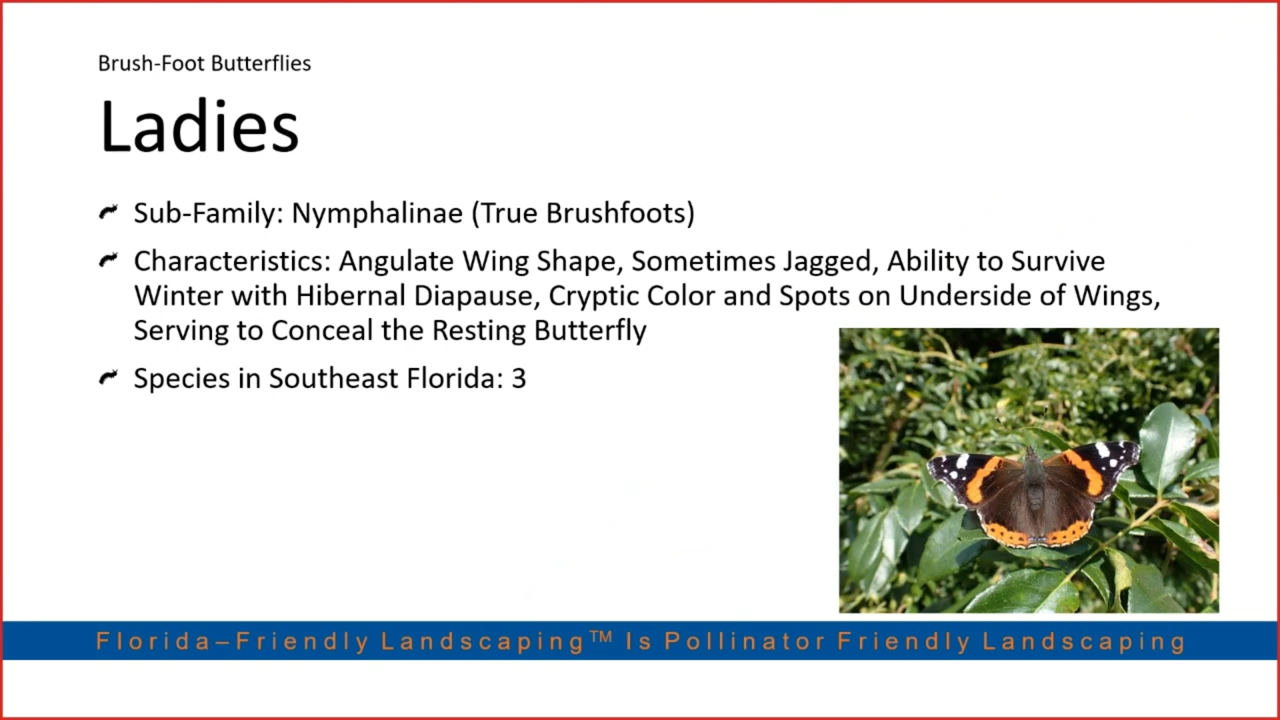 Brush-Foot Butterflies
Ladies
Sub-Family: Nymphalinae (True Brushfoots)
Characteristics: Angulate Wing Shape, Sometimes Jagged, Ability to Survive
Winter with Hibernal Diapause, Cryptic Color and Spots on Underside of Wings,
Serving to Conceal the Resting Butterfly
Species in Southeast Florida: 3
Florida–Friendly Landscaping™ Is Pollinator Friendly Landscaping